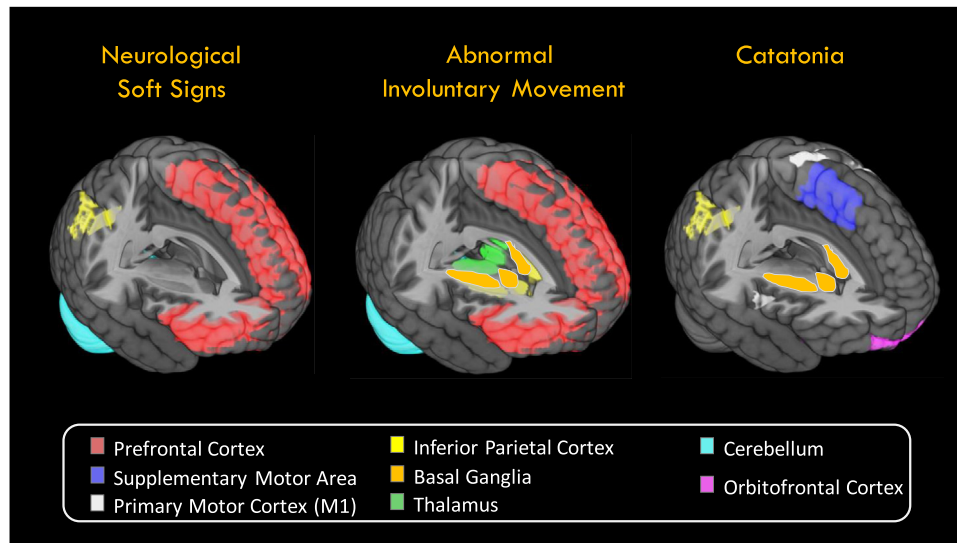 Neurological
Soft Signs
Abnormal
Involuntary Movement
Catatonia
Prefrontal Cortex
Supplementary Motor Area
Primary Motor Cortex (M1)
Inferior Parietal Cortex
Basal Ganglia
Thalamus
Cerebellum
Orbitofrontal Cortex